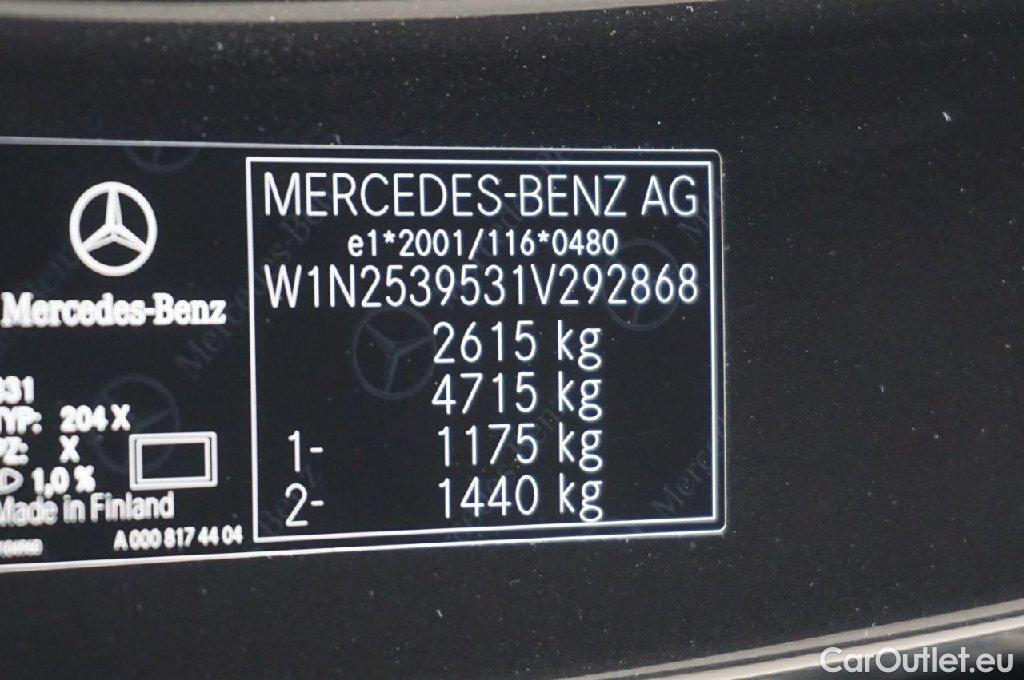 Mercedes-Benz
TYP: 204 X
PZ: X
1,0 %
Made in Finland
A 000 817 44 04
MERCEDES-BENZ AG
e1*2001/116*0480
W1N2539531V292868
2615 kg
4715 kg
1- 1175 kg
2- 1440 kg
CarOutlet.eu